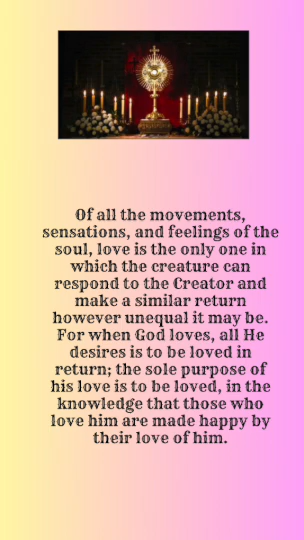 Of all the movements,
sensations, and feelings of the
soul, love is the only one in
which the creature can
respond to the Creator and
make a similar return
however unequal it may be.
For when God loves, all He
desires is to be loved in
return; the sole purpose of
his love is to be loved, in the
knowledge that those who
love him are made happy by
their love of him.